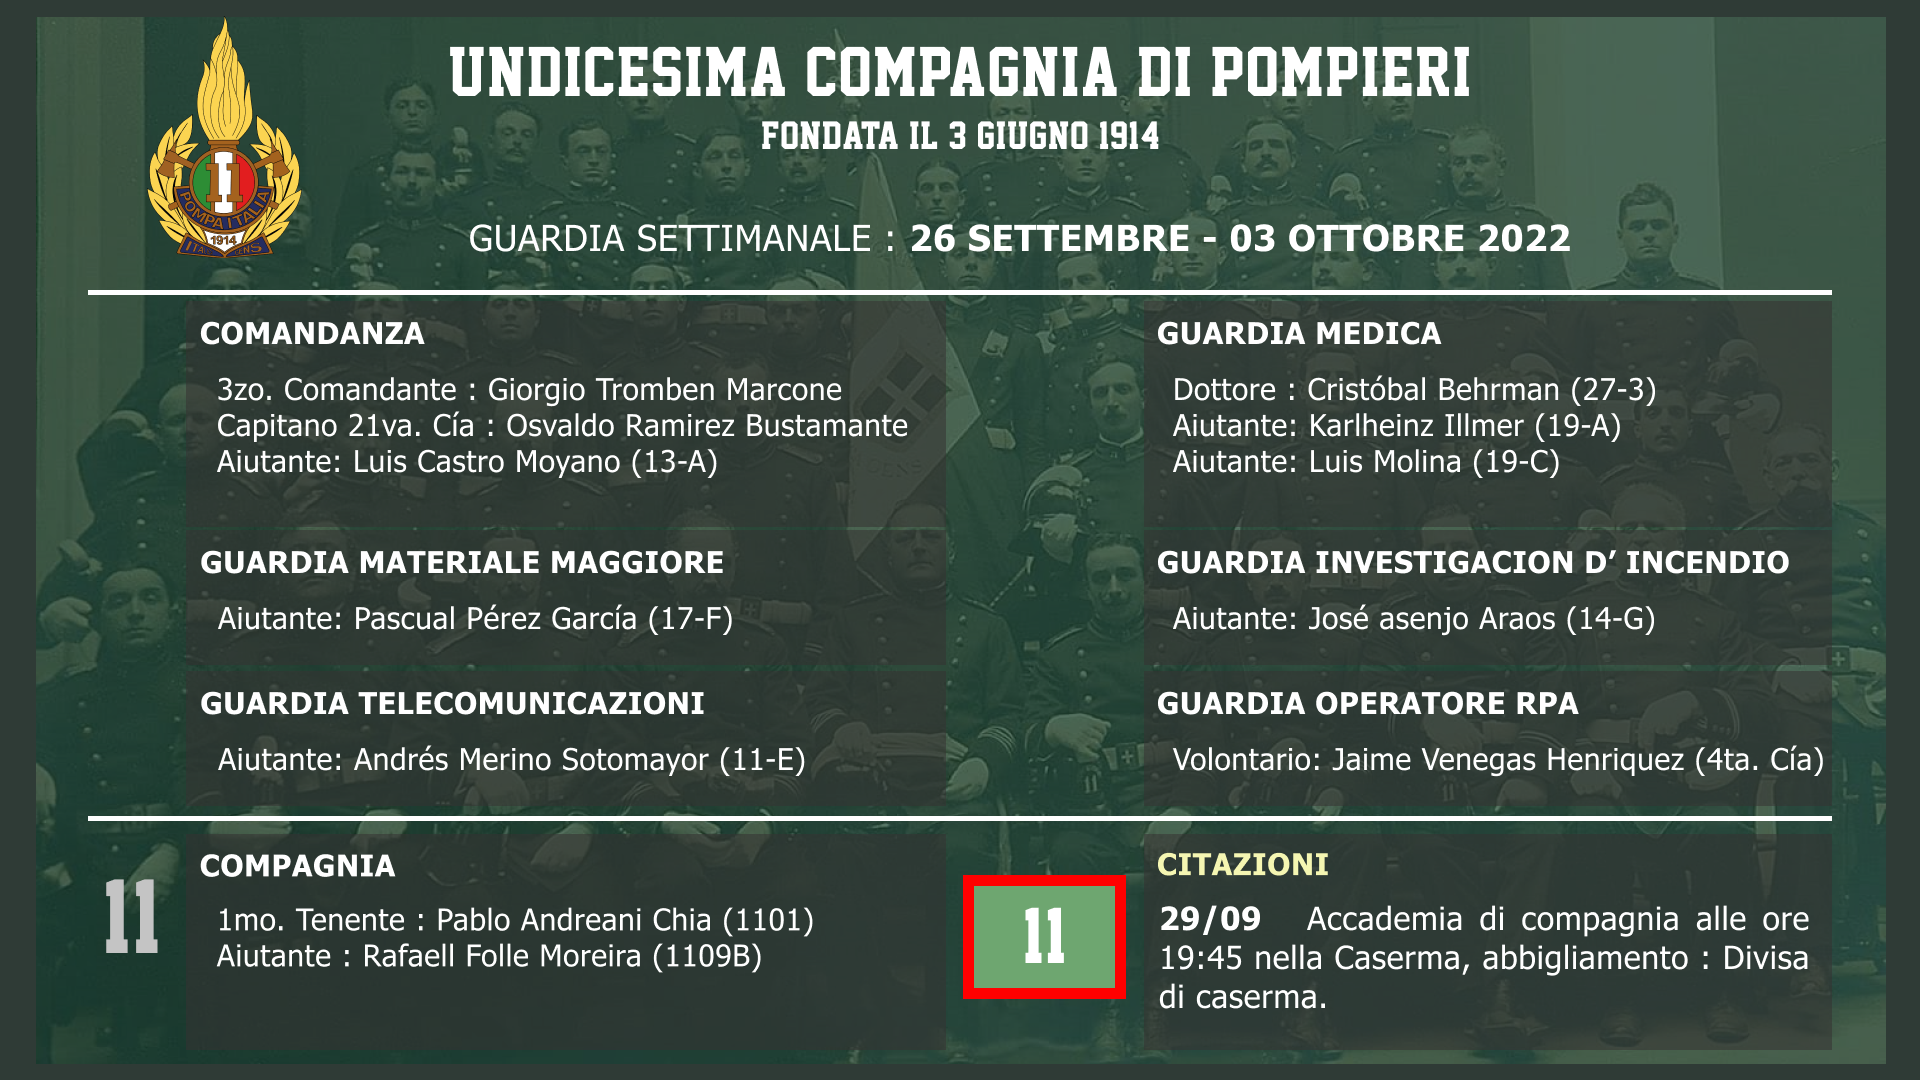 UNDICESIMA COMPAGNIA DI POMPIERI
FONDATA IL 3 GIUGNO 1914
11
POMPA ITALIA
1914
GUARDIA SETTIMANALE : 26 SETTEMBRE - 03 OTTOBRE 2022
COMANDANZA
3zo. Comandante : Giorgio Tromben Marcone
Capitano 21va. Cía : Osvaldo Ramirez Bustamante
Aiutante: Luis Castro Moyano (13-A)
GUARDIA MEDICA
Dottore : Cristóbal Behrman (27-3)
Aiutante: Karlheinz Illmer (19-A)
Aiutante: Luis Molina (19-C)
GUARDIA MATERIALE MAGGIORE
Aiutante: Pascual Pérez García (17-F)
GUARDIA INVESTIGACION D’ INCENDIO
Aiutante: José asenjo Araos (14-G)
GUARDIA TELECOMUNICAZIONI
Aiutante: Andrés Merino Sotomayor (11-E)
GUARDIA OPERATORE RPA
Volontario: Jaime Venegas Henriquez (4ta. Cía)
11
COMPAGNIA
1mo. Tenente : Pablo Andreani Chia (1101)
Aiutante : Rafaell Folle Moreira (1109B)
11
CITAZIONI
29/09 Accademia di compagnia alle ore
19:45 nella Caserma, abbigliamento : Divisa
di caserma.